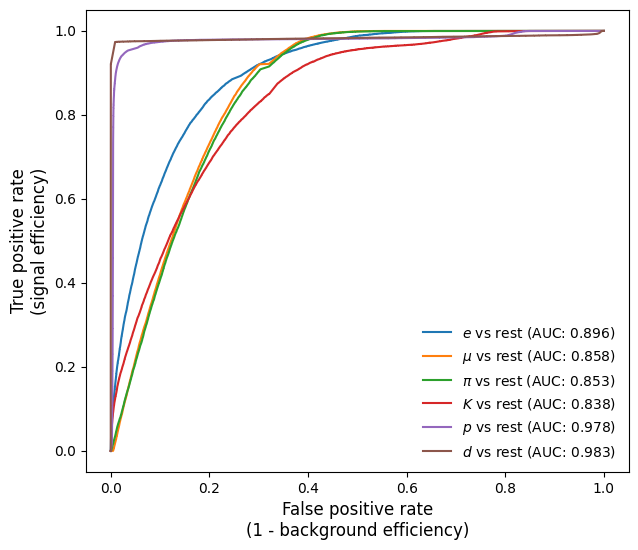 True positive rate
(signal efficiency)
1.0
0.8
0.6
0.4
0.2
0.0
e vs rest (AUC: 0.896)
μ vs rest (AUC: 0.858)
π vs rest (AUC: 0.853)
K vs rest (AUC: 0.838)
p vs rest (AUC: 0.978)
d vs rest (AUC: 0.983)
0.0 0.2 0.4 0.6 0.8 1.0
False positive rate
(1 - background efficiency)